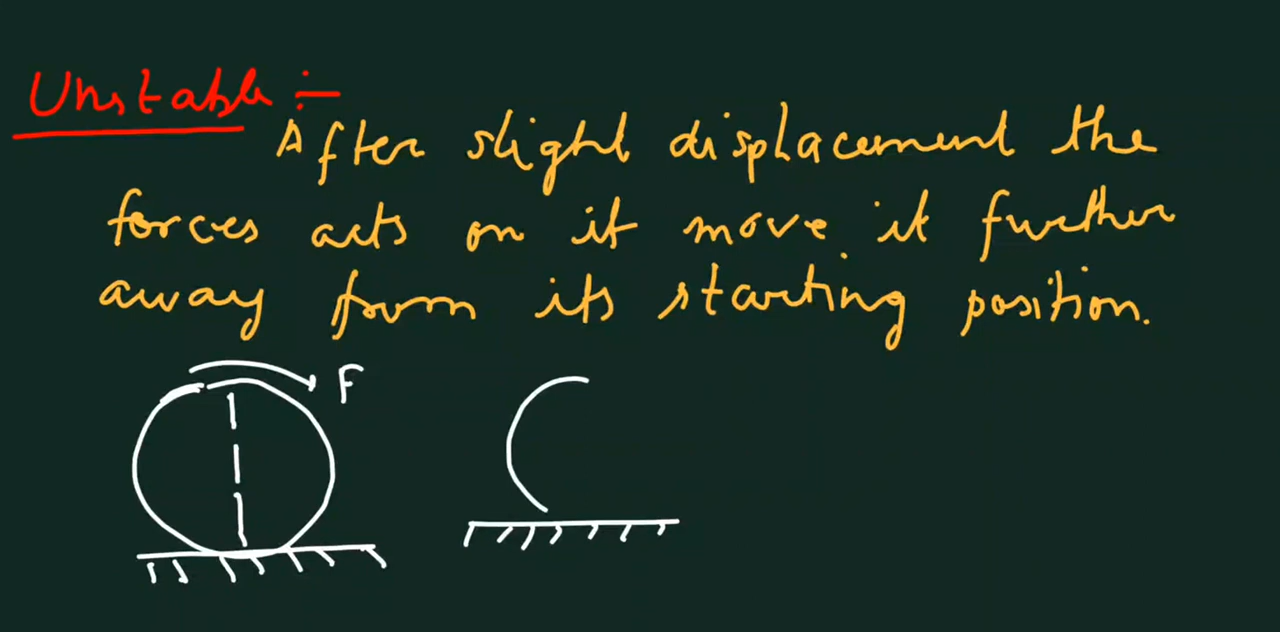 Unstable :-
After slight displacement the
forces acts on it move it further
away from its starting position.
F